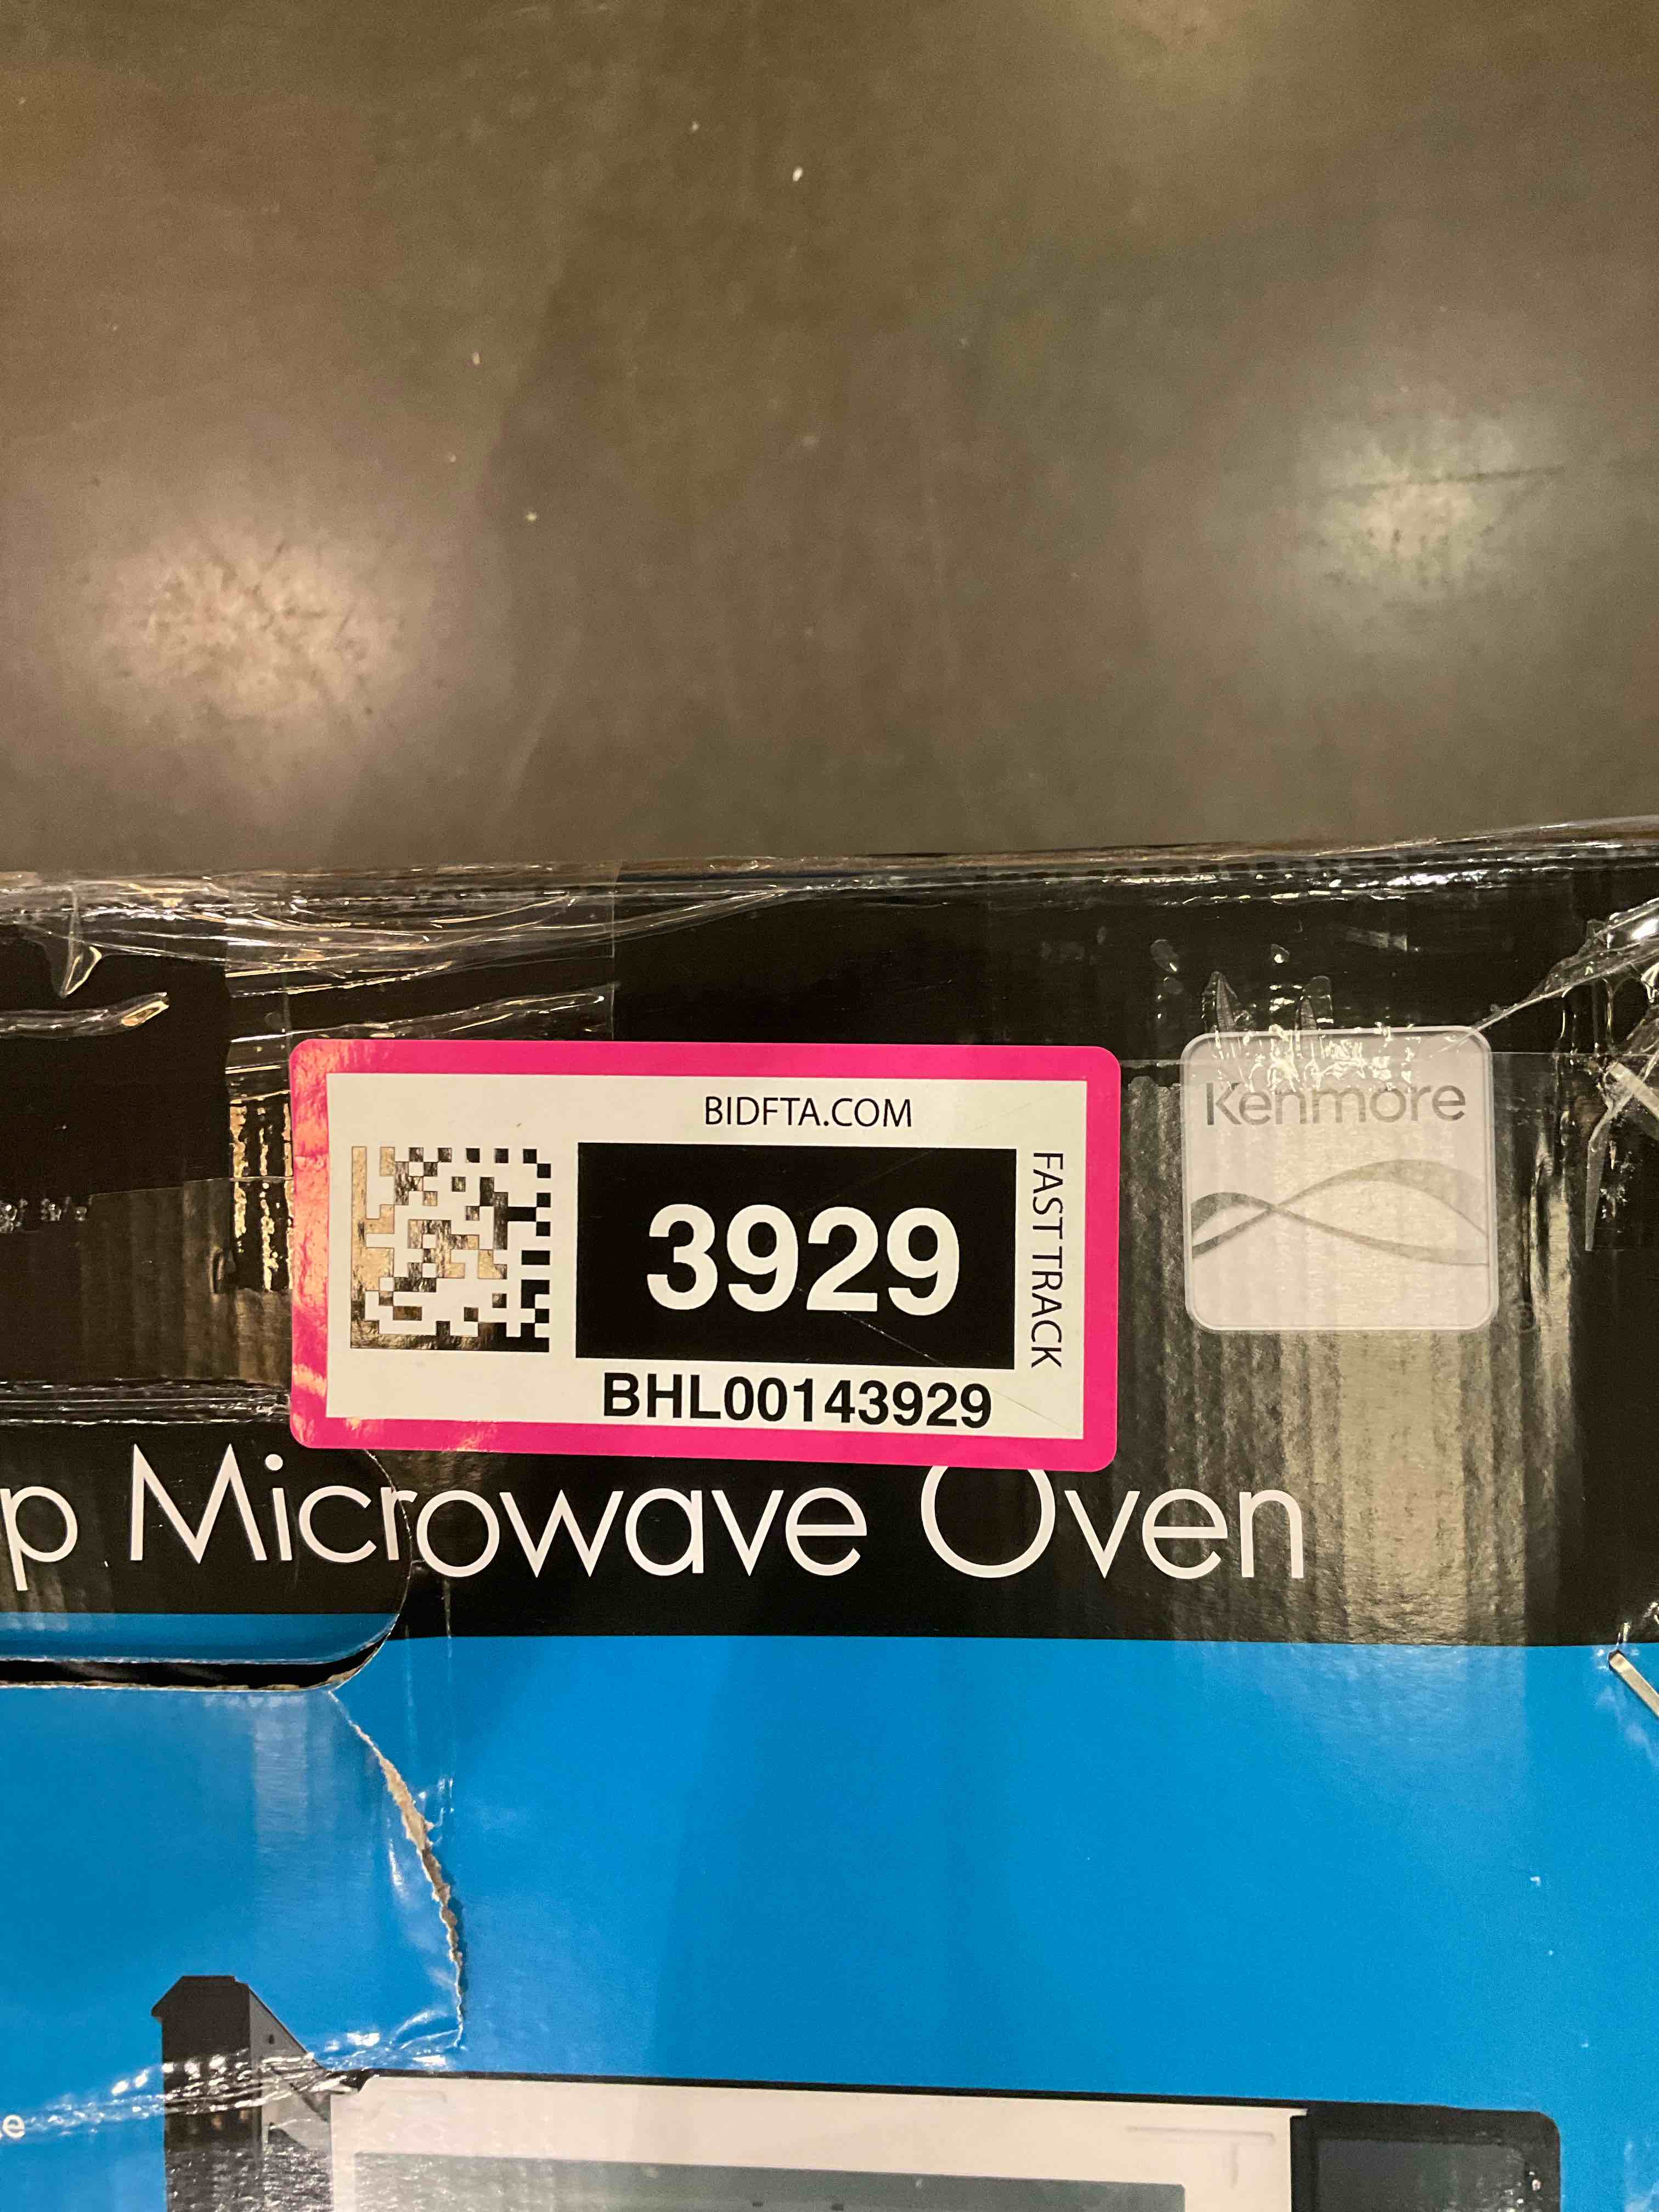 BIDFTA.COM
3929
FAST TRACK
BHL00143929
Kenmore
p Microwave Oven
e